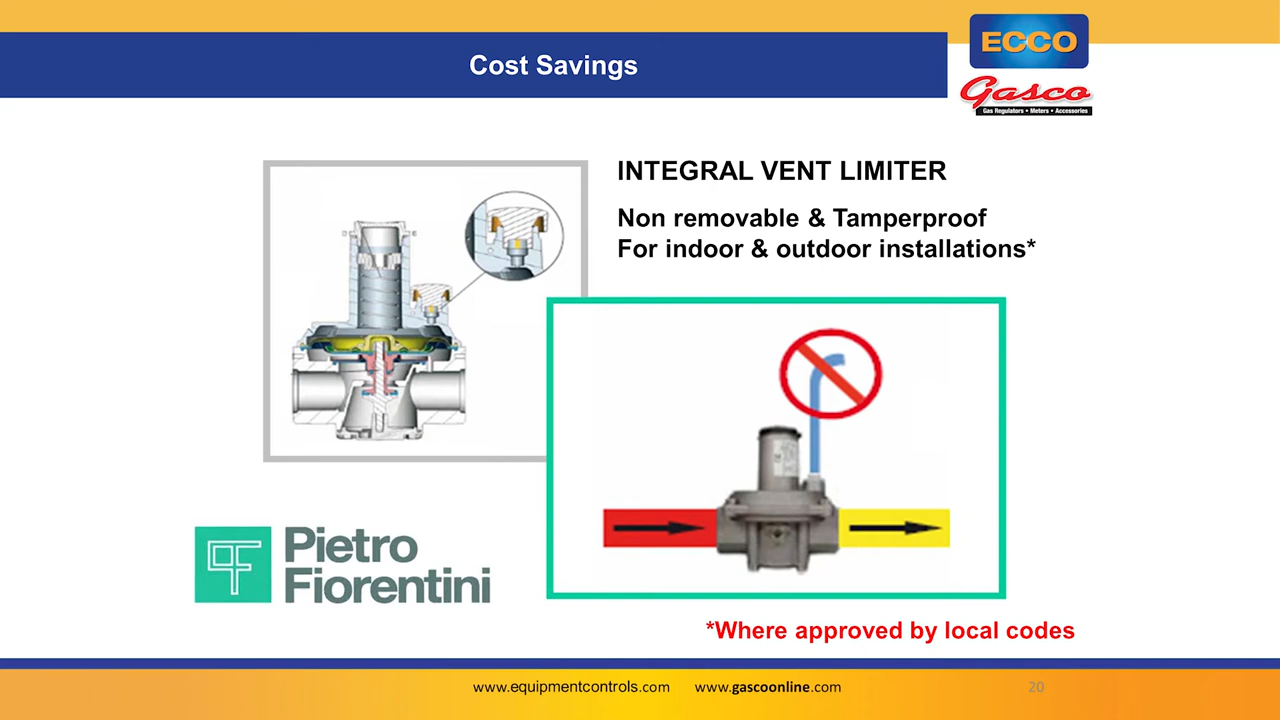 Cost Savings
ECCO
Gasco
Gas Regulators • Meters • Accessories
INTEGRAL VENT LIMITER
Non removable & Tamperproof
For indoor & outdoor installations*
Pietro
Fiorentini
*Where approved by local codes
www.equipmentcontrols.com www.gascoonline.com
20